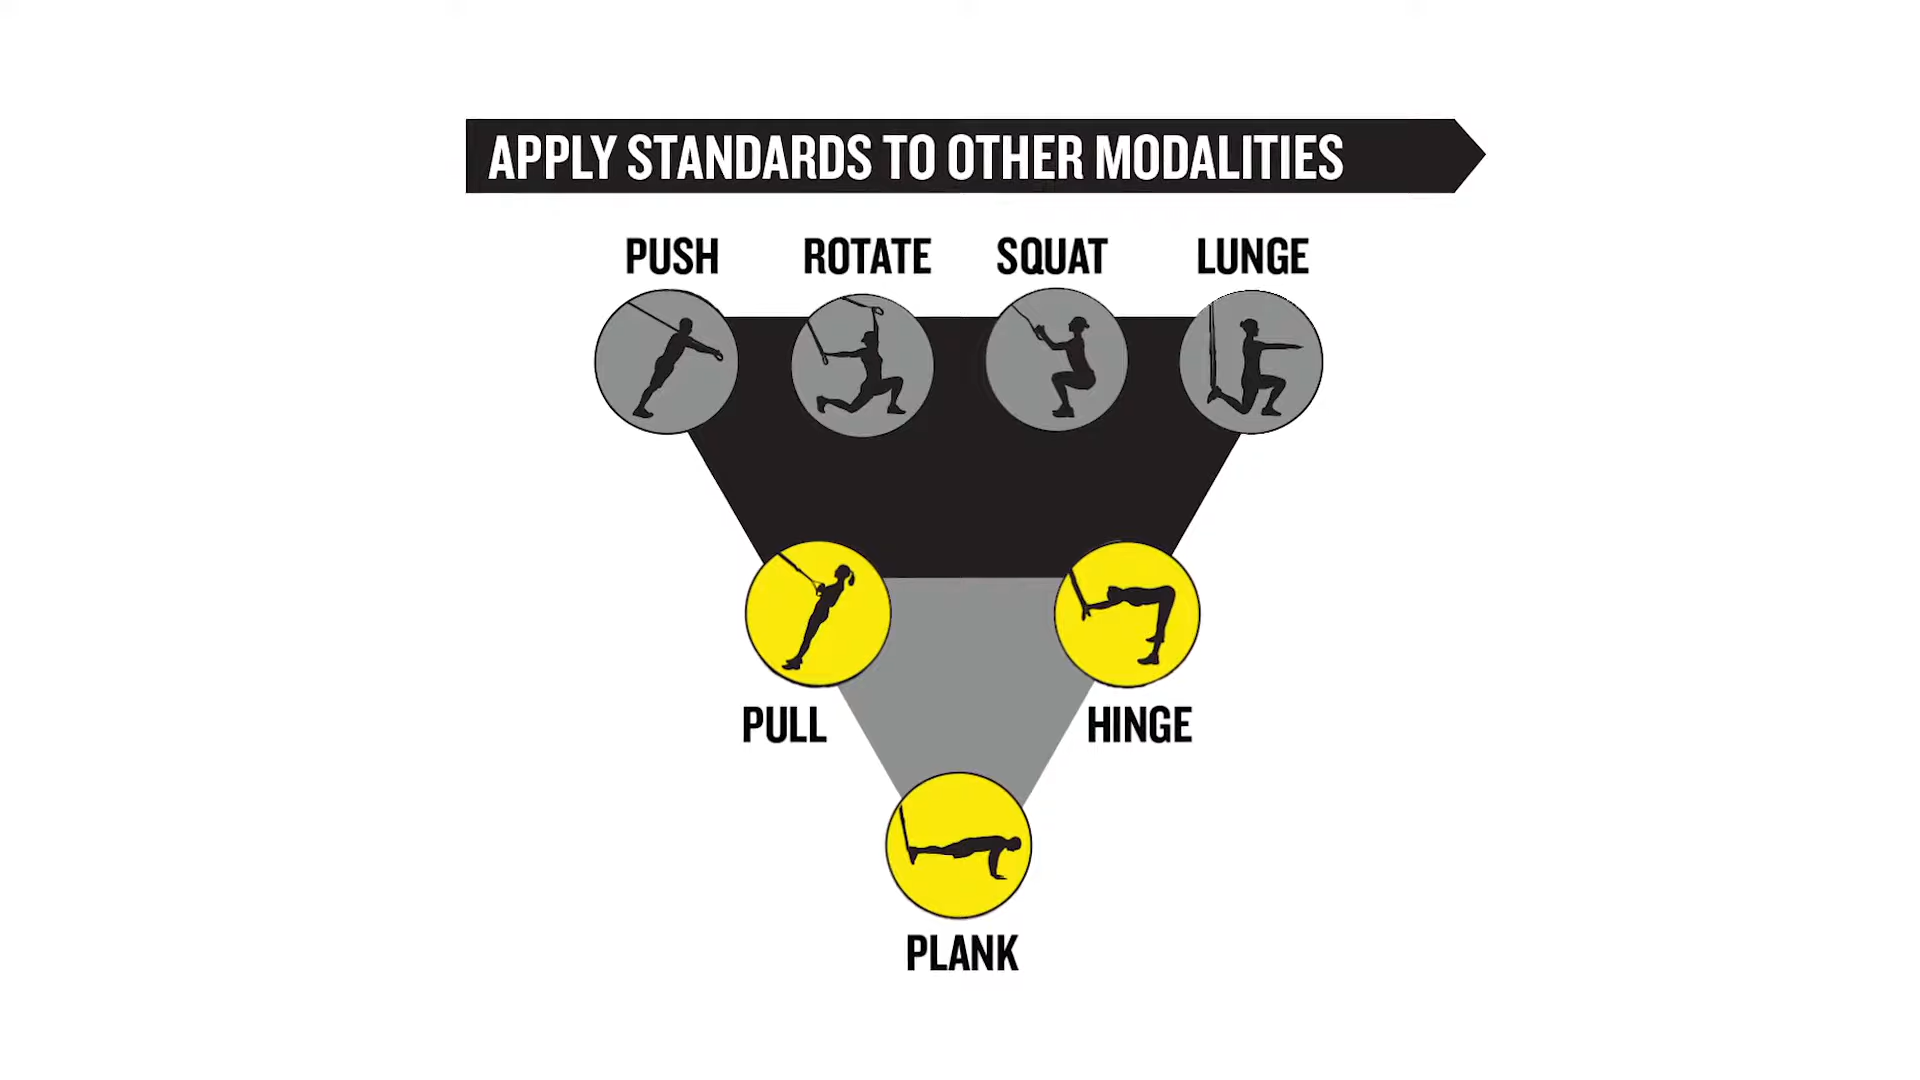 APPLY STANDARDS TO OTHER MODALITIES
PUSH ROTATE SQUAT LUNGE
PULL HINGE
PLANK